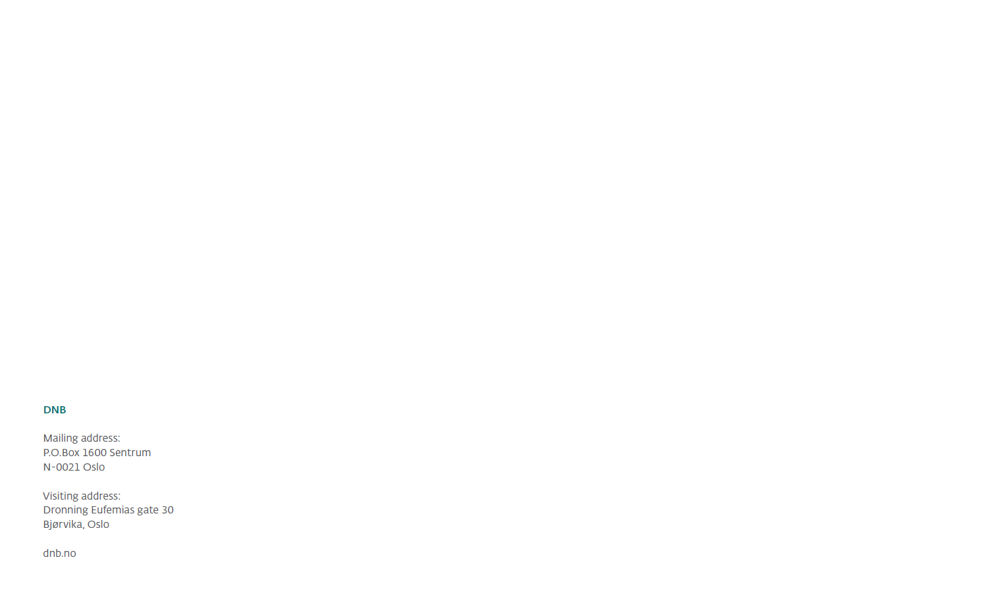 DNB
Mailing address:
P.O.Box 1600 Sentrum
N-0021 Oslo
Visiting address:
Dronning Eufemias gate 30
Bjørvika, Oslo
dnb.no